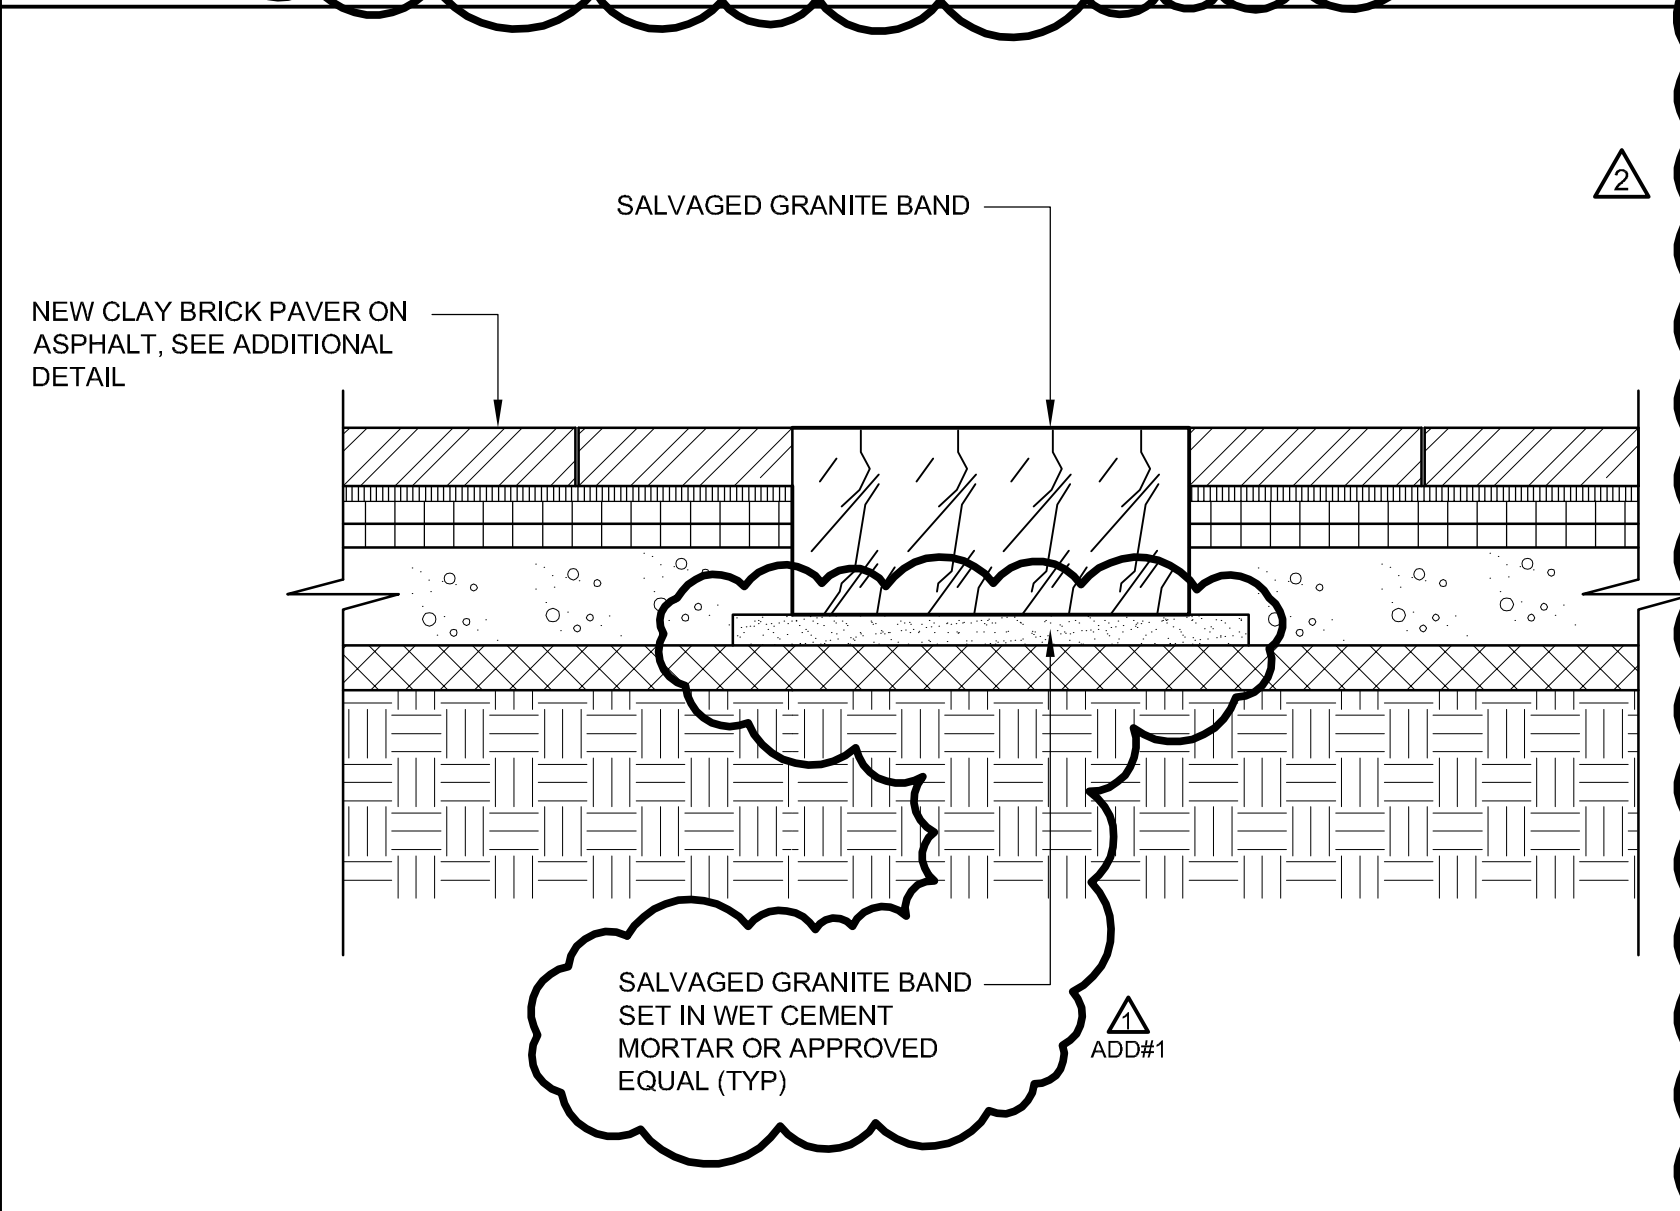 2
SALVAGED GRANITE BAND
NEW CLAY BRICK PAVER ON
ASPHALT, SEE ADDITIONAL
DETAIL
SALVAGED GRANITE BAND
SET IN WET CEMENT
MORTAR OR APPROVED
EQUAL (TYP)
1
ADD#1